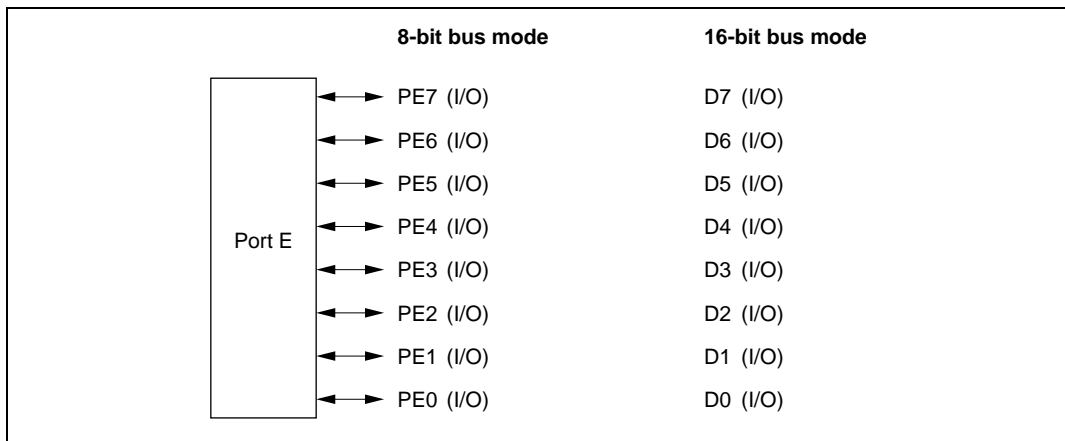 8-bit bus mode 16-bit bus mode
PE7 (I/O) D7 (I/O)
PE6 (I/O) D6 (I/O)
PE5 (I/O) D5 (I/O)
PE4 (I/O) D4 (I/O)
Port E
PE3 (I/O) D3 (I/O)
PE2 (I/O) D2 (I/O)
PE1 (I/O) D1 (I/O)
PE0 (I/O) D0 (I/O)